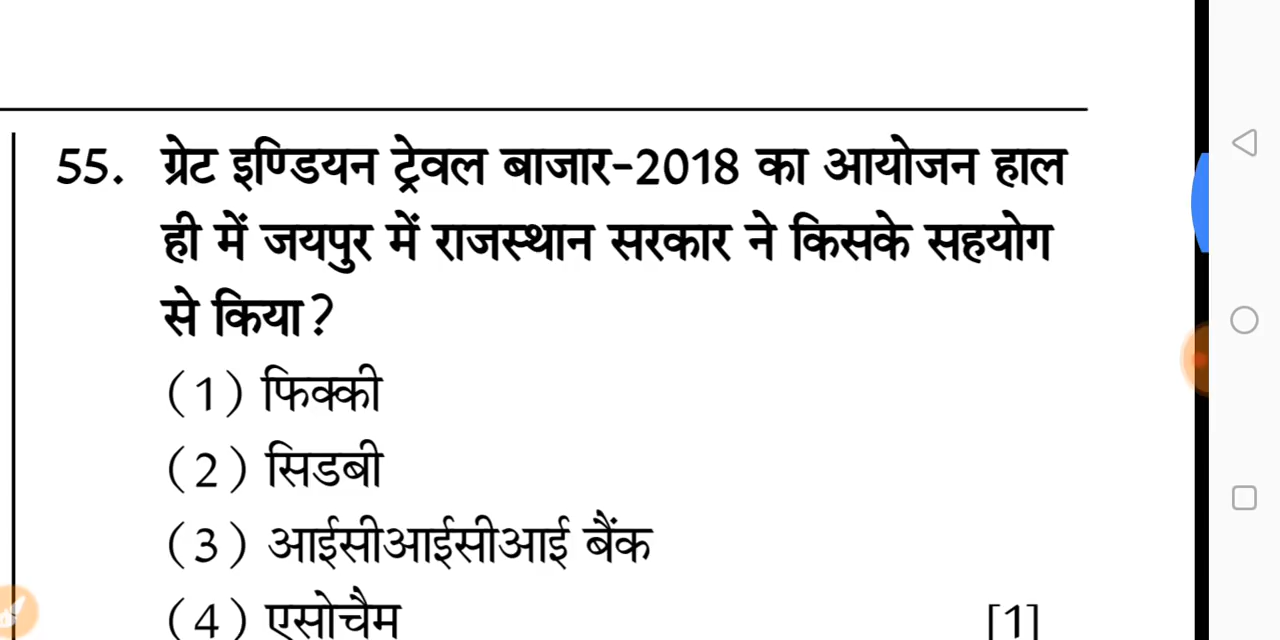 55. ग्रेट इण्डियन ट्रेवल बाजार-2018 का आयोजन हाल
ही में जयपुर में राजस्थान सरकार ने किसके सहयोग
से किया?
(1) फिक्की
(2) सिडबी
(3) आईसीआईसीआई बैंक
(4) एसोचैम [1]